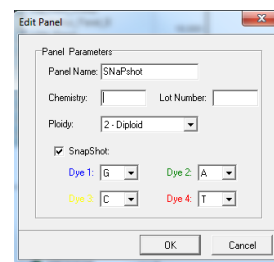 Edit Panel
Panel Parameters
Panel Name: SNaPshot
Chemistry: Lot Number:
Ploidy: 2 - Diploid
SnapShot:
Dye 1: G Dye 2: A
Dye 3: C Dye 4: T
OK Cancel